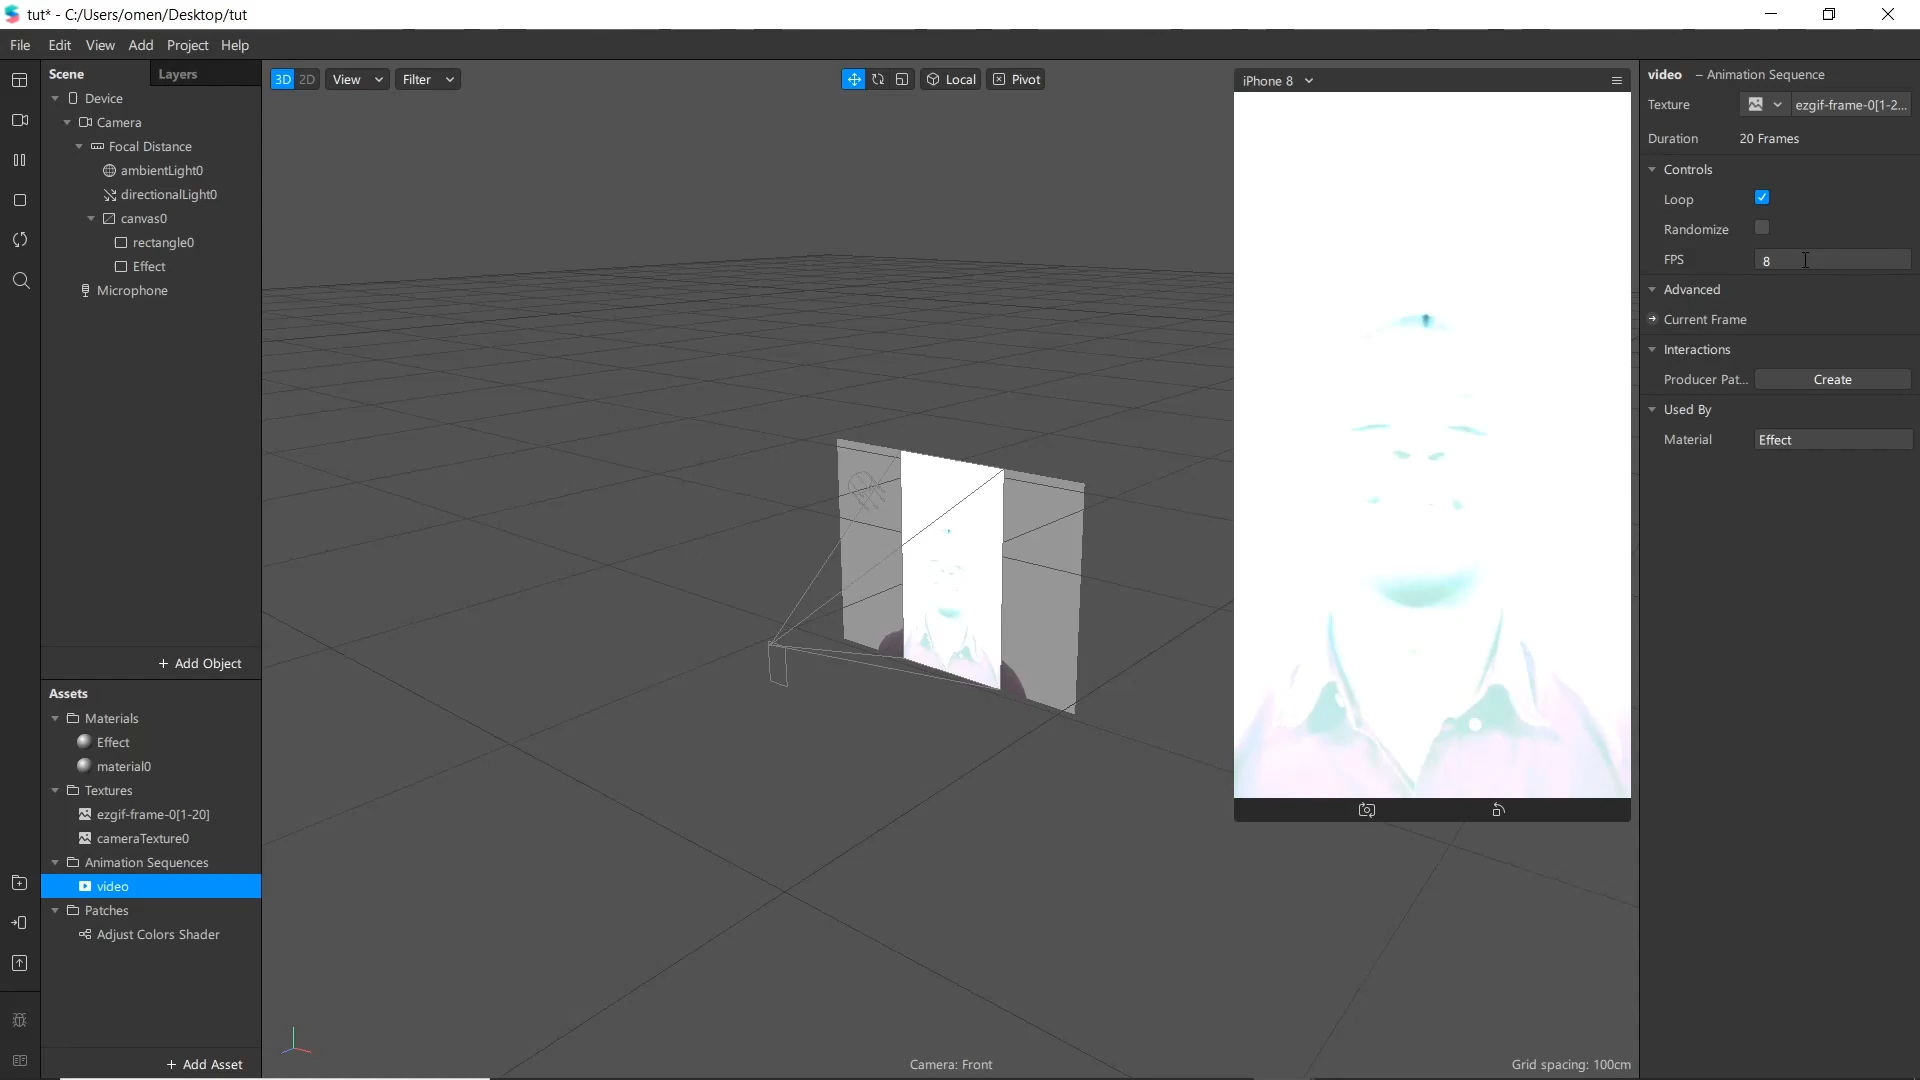 tut* - C:/Users/omen/Desktop/tut
File Edit View Add Project Help
Scene Layers
Device
Camera
Focal Distance
ambientLight0
directionalLight0
canvas0
rectangle0
Effect
Microphone
+ Add Object
Assets
Materials
Effect
material0
Textures
ezgif-frame-0[1-20]
cameraTexture0
Animation Sequences
video
Patches
Adjust Colors Shader
+ Add Asset
3D 2D View Filter Local Pivot
iPhone 8
Camera: Front
Grid spacing: 100cm
video – Animation Sequence
Texture ezgif-frame-0[1-2...
Duration 20 Frames
Controls
Loop
Randomize
FPS 8
Advanced
Current Frame
Interactions
Producer Pat... Create
Used By
Material Effect